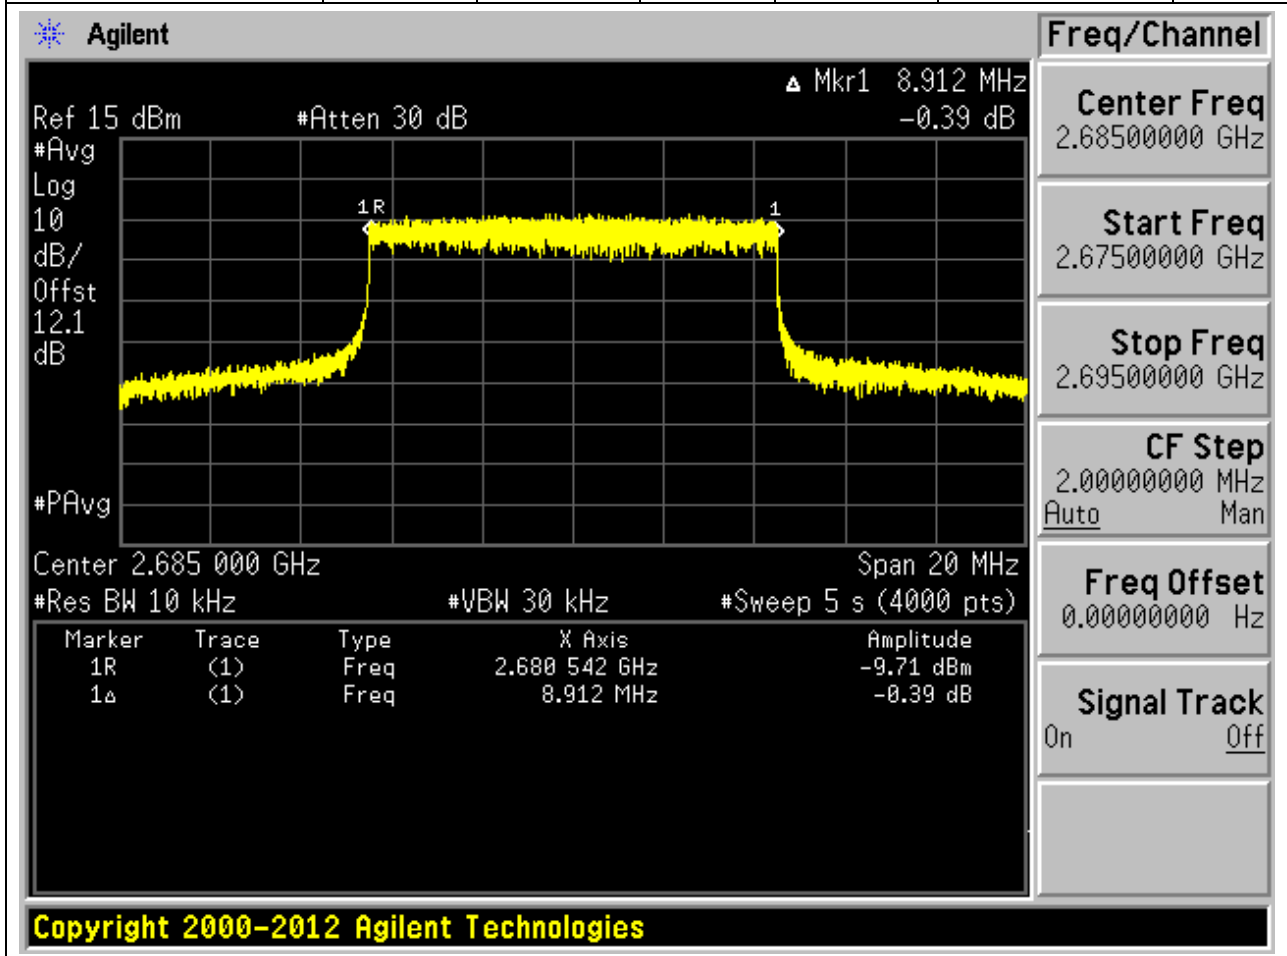 Agilent
Freq/Channel
Δ Mkr1 8.912 MHz
Ref 15 dBm #Atten 30 dB -0.39 dB
#Avg
Log
10
dB/
Offst
12.1
dB
1R
1
#PAvg
Center 2.685 000 GHz Span 20 MHz
#Res BW 10 kHz #VBW 30 kHz #Sweep 5 s (4000 pts)
Marker Trace Type X Axis Amplitude
1R (1) Freq 2.680 542 GHz -9.71 dBm
1Δ (1) Freq 8.912 MHz -0.39 dB
Center Freq
2.68500000 GHz
Start Freq
2.67500000 GHz
Stop Freq
2.69500000 GHz
CF Step
2.00000000 MHz
Auto Man
Freq Offset
0.00000000 Hz
Signal Track
On Off
Copyright 2000-2012 Agilent Technologies